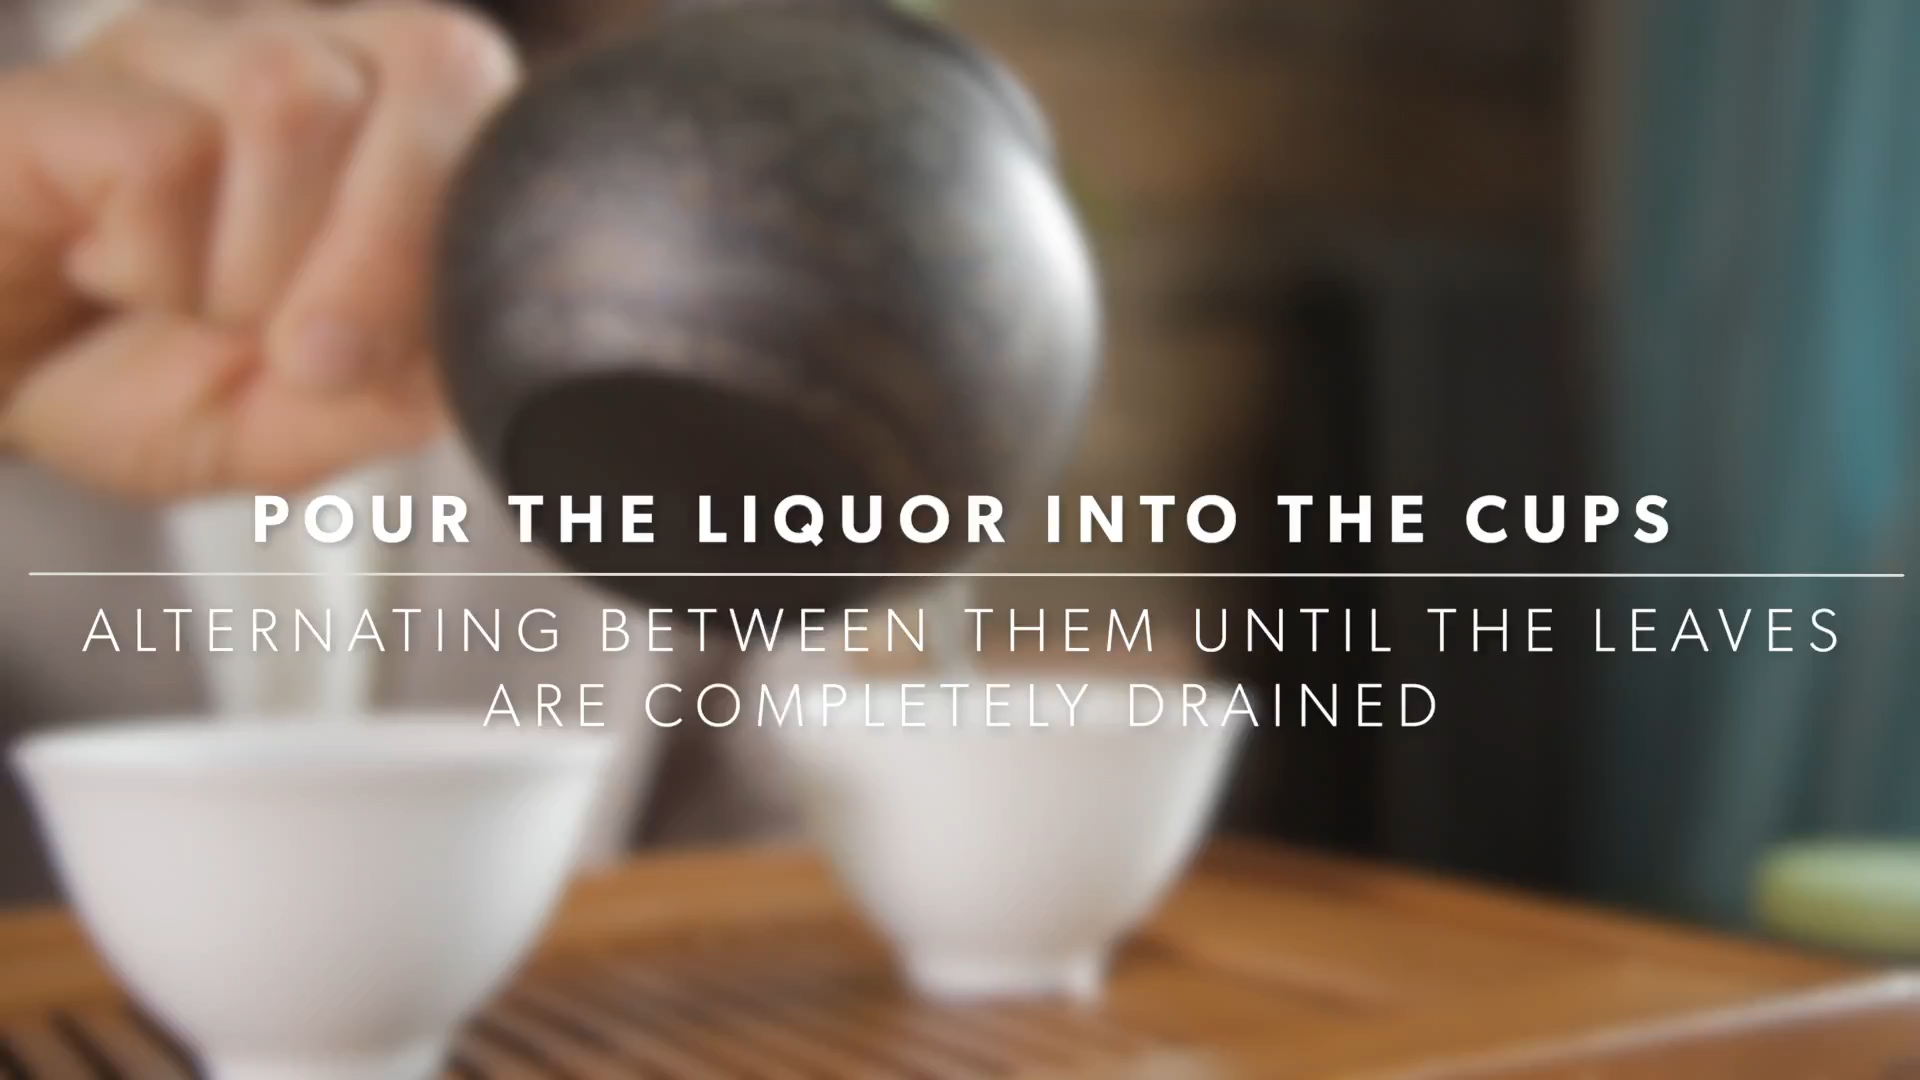 POUR THE LIQUOR INTO THE CUPS
ALTERNATING BETWEEN THEM UNTIL THE LEAVES
ARE COMPLETELY DRAINED